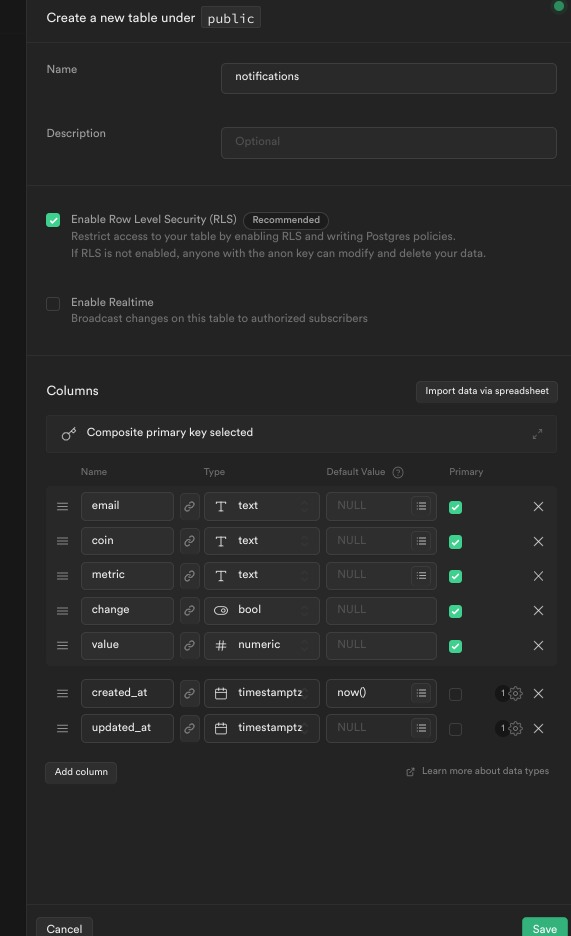 Create a new table under public
Name
notifications
Description
Optional
Enable Row Level Security (RLS) Recommended
Restrict access to your table by enabling RLS and writing Postgres policies.
If RLS is not enabled, anyone with the anon key can modify and delete your data.
Enable Realtime
Broadcast changes on this table to authorized subscribers
Columns Import data via spreadsheet
Composite primary key selected
Name Type Default Value ? Primary
email text NULL
coin text NULL
metric text NULL
change bool NULL
value numeric NULL
created_at timestamptz now() 1
updated_at timestamptz NULL 1
Add column Learn more about data types
Cancel Save